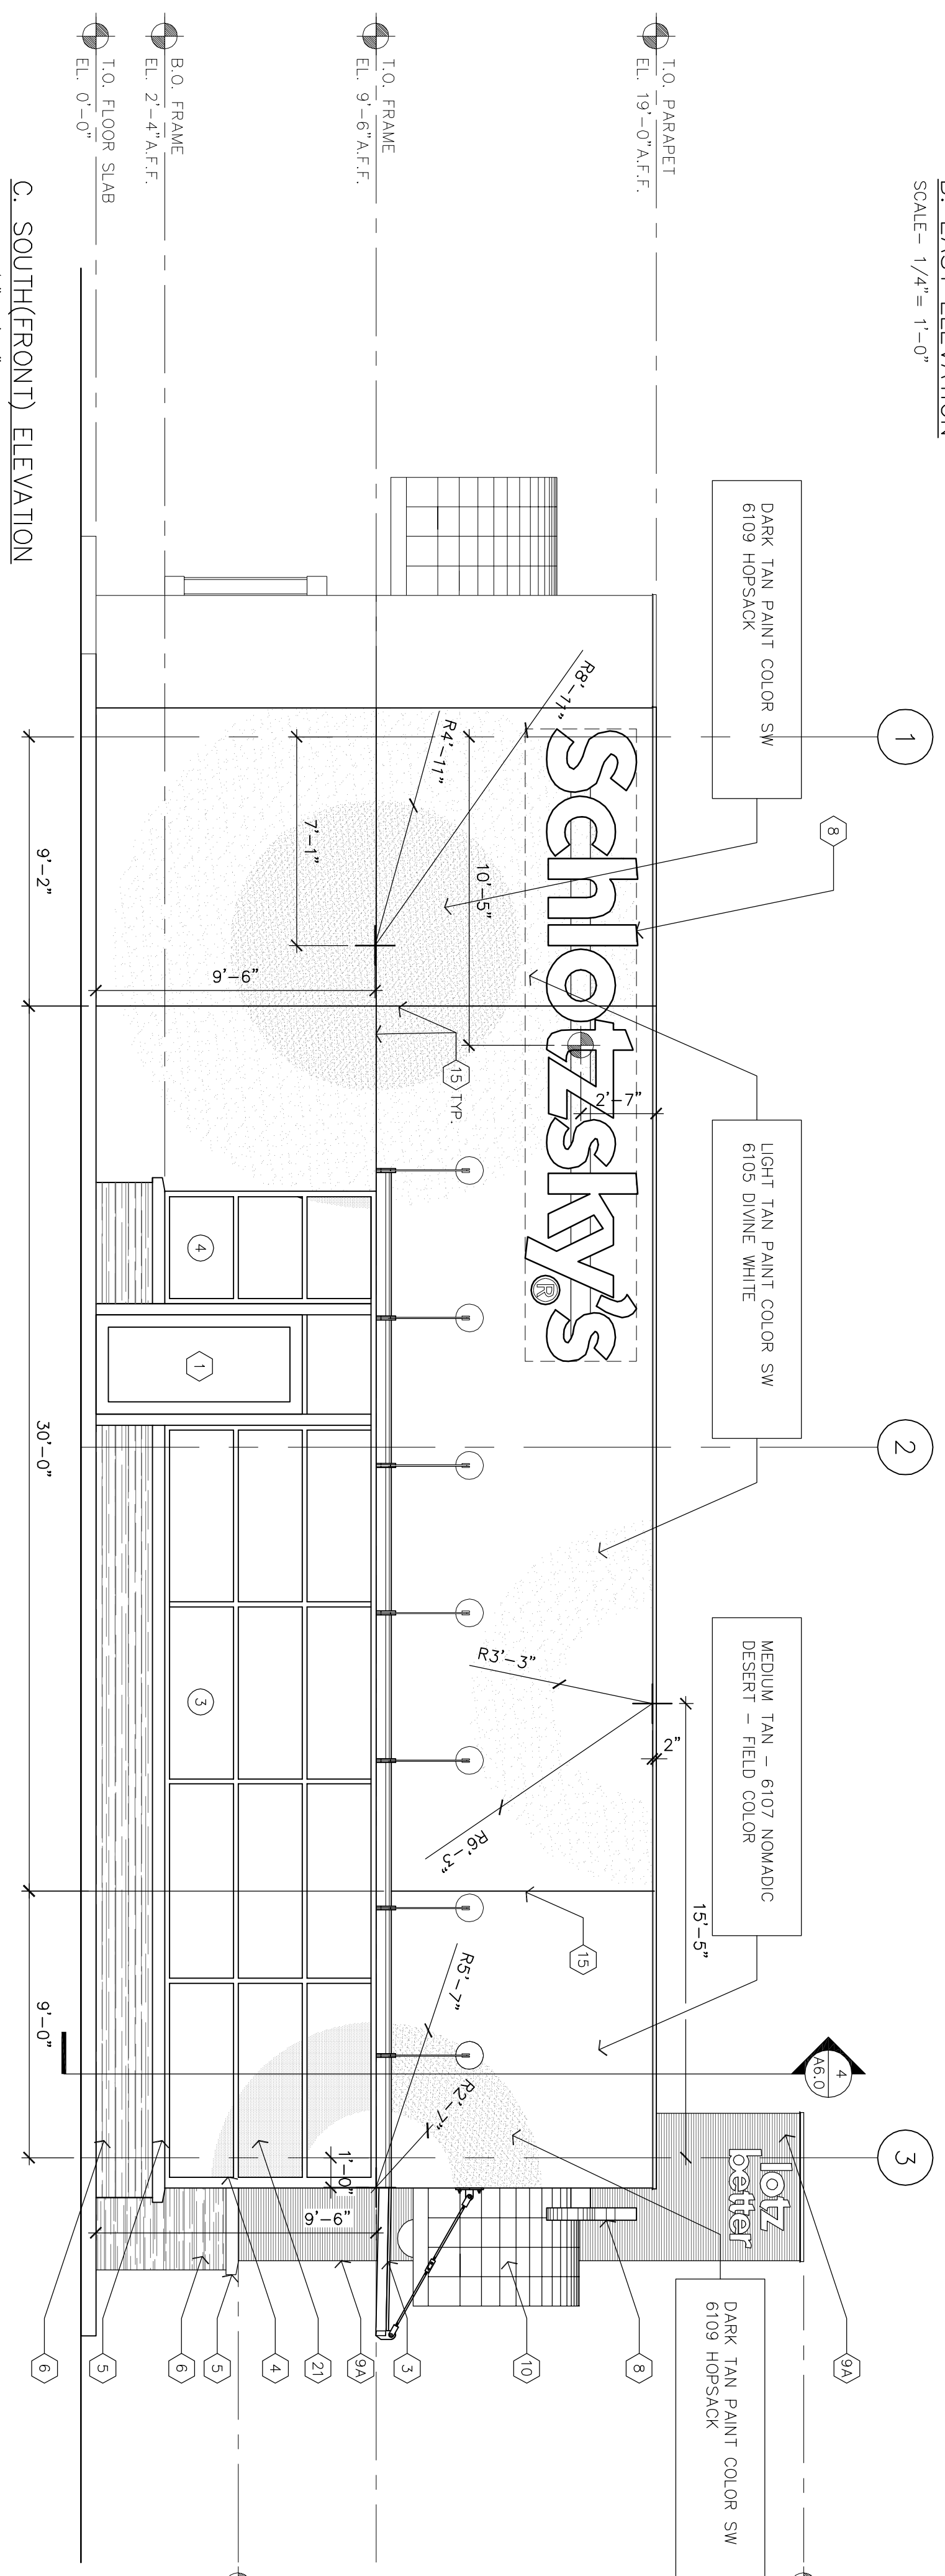 SCALE- 1/4"= 1'-0"
1
2
3
DARK TAN PAINT COLOR SW
6109 HOPSACK
8
LIGHT TAN PAINT COLOR SW
6105 DIVINE WHITE
MEDIUM TAN - 6107 NOMADIC
DESERT - FIELD COLOR
15'-5"
4
A6.0
9A
lotz
better
DARK TAN PAINT COLOR SW
6109 HOPSACK
T.O. PARAPET
EL. 19'-0"A.F.F.
Schlotzsky's
®
2'-7"
2"
R8'-11"
R4'-11"
10'-5"
7'-1"
R3'-3"
R6'-3"
15
R5'-7"
R2'-7"
8
10
T.O. FRAME
EL. 9'-6"A.F.F.
15 TYP.
9'-6"
1'-0"
9'-6"
3
9A
21
4
5
6
4
1
3
B.O. FRAME
EL. 2'-4"A.F.F.
T.O. FLOOR SLAB
EL. 0'-0"
5
6
9'-2"
30'-0"
9'-0"
C. SOUTH(FRONT) ELEVATION